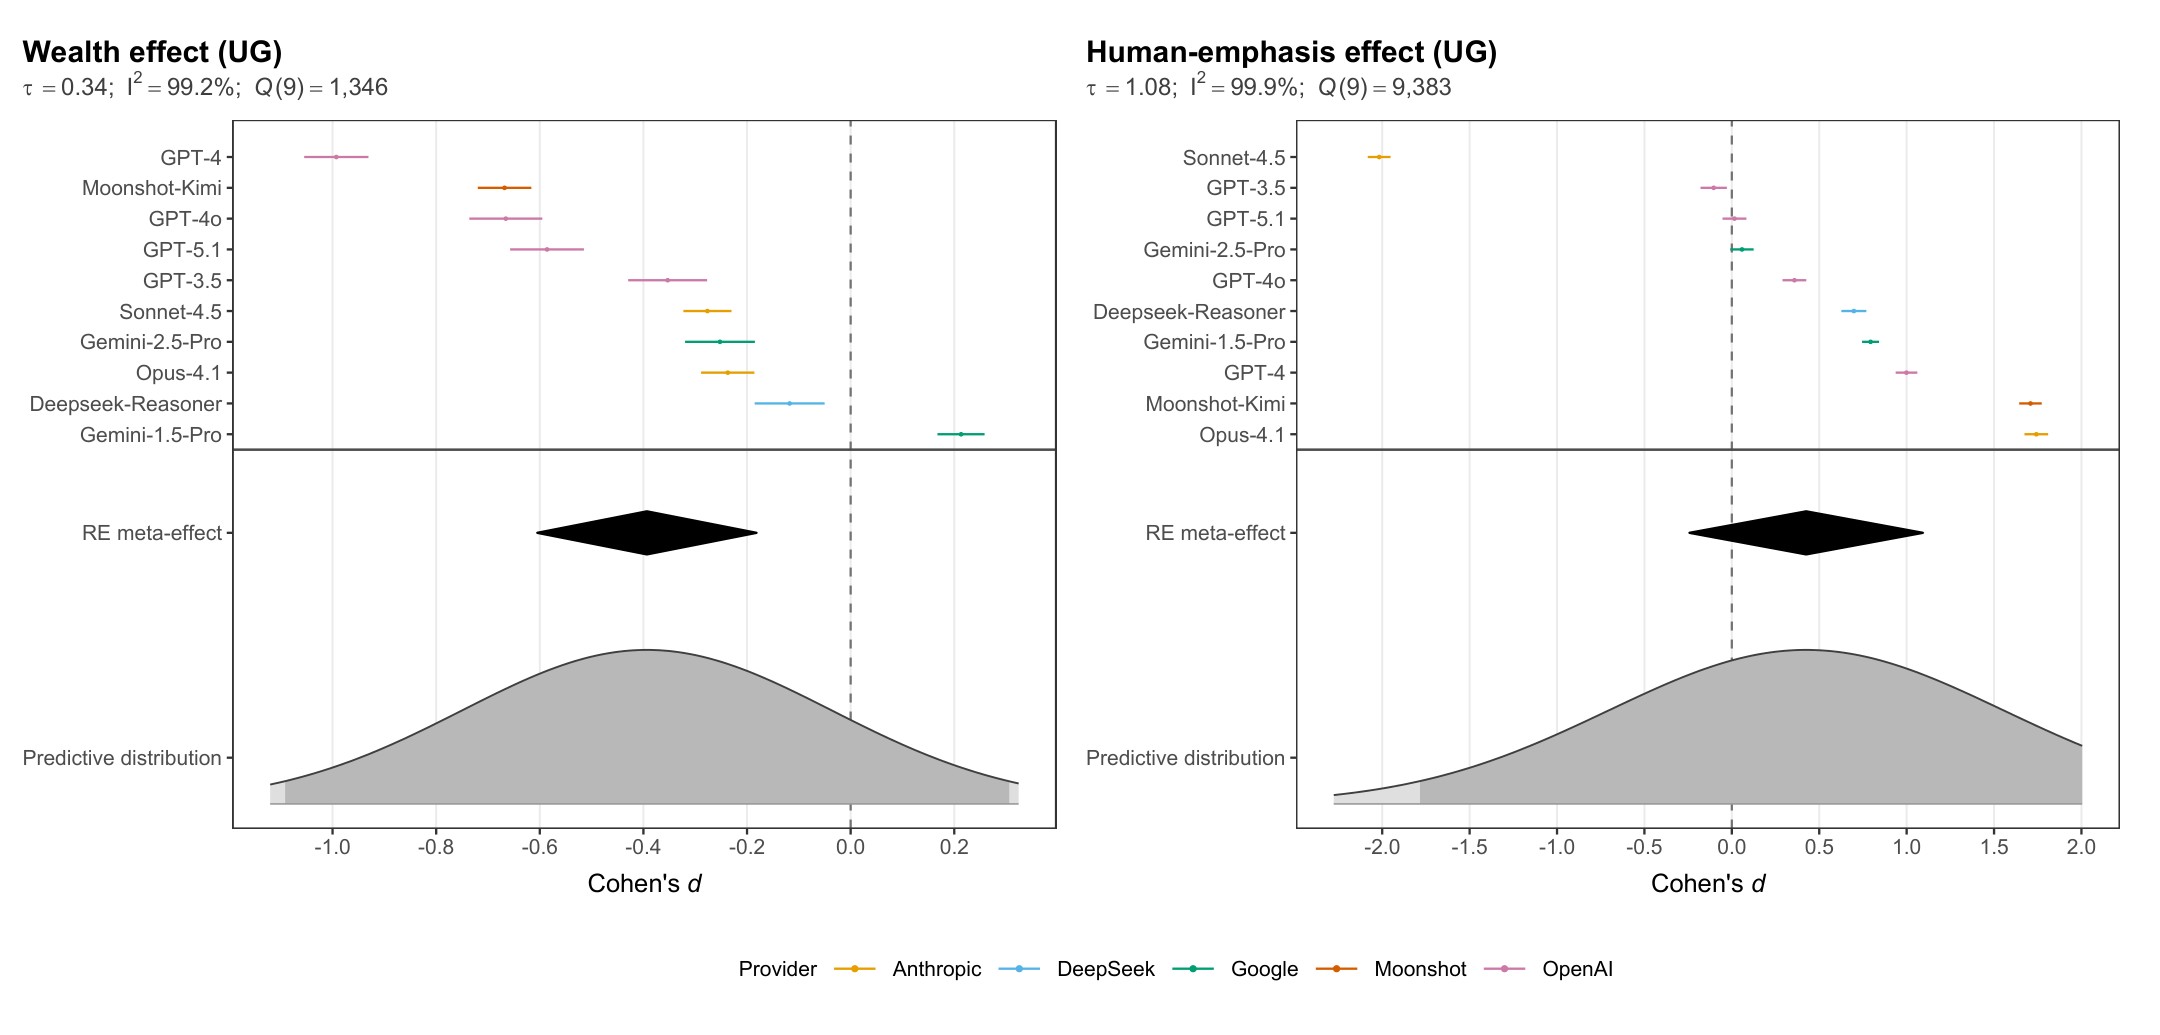 Wealth effect (UG)
τ = 0.34; I² = 99.2%; Q(9) = 1,346
GPT-4
Moonshot-Kimi
GPT-4o
GPT-5.1
GPT-3.5
Sonnet-4.5
Gemini-2.5-Pro
Opus-4.1
Deepseek-Reasoner
Gemini-1.5-Pro
RE meta-effect
Predictive distribution
-1.0 -0.8 -0.6 -0.4 -0.2 0.0 0.2
Cohen's d
Human-emphasis effect (UG)
τ = 1.08; I² = 99.9%; Q(9) = 9,383
Sonnet-4.5
GPT-3.5
GPT-5.1
Gemini-2.5-Pro
GPT-4o
Deepseek-Reasoner
Gemini-1.5-Pro
GPT-4
Moonshot-Kimi
Opus-4.1
RE meta-effect
Predictive distribution
-2.0 -1.5 -1.0 -0.5 0.0 0.5 1.0 1.5 2.0
Cohen's d
Provider Anthropic DeepSeek Google Moonshot OpenAI